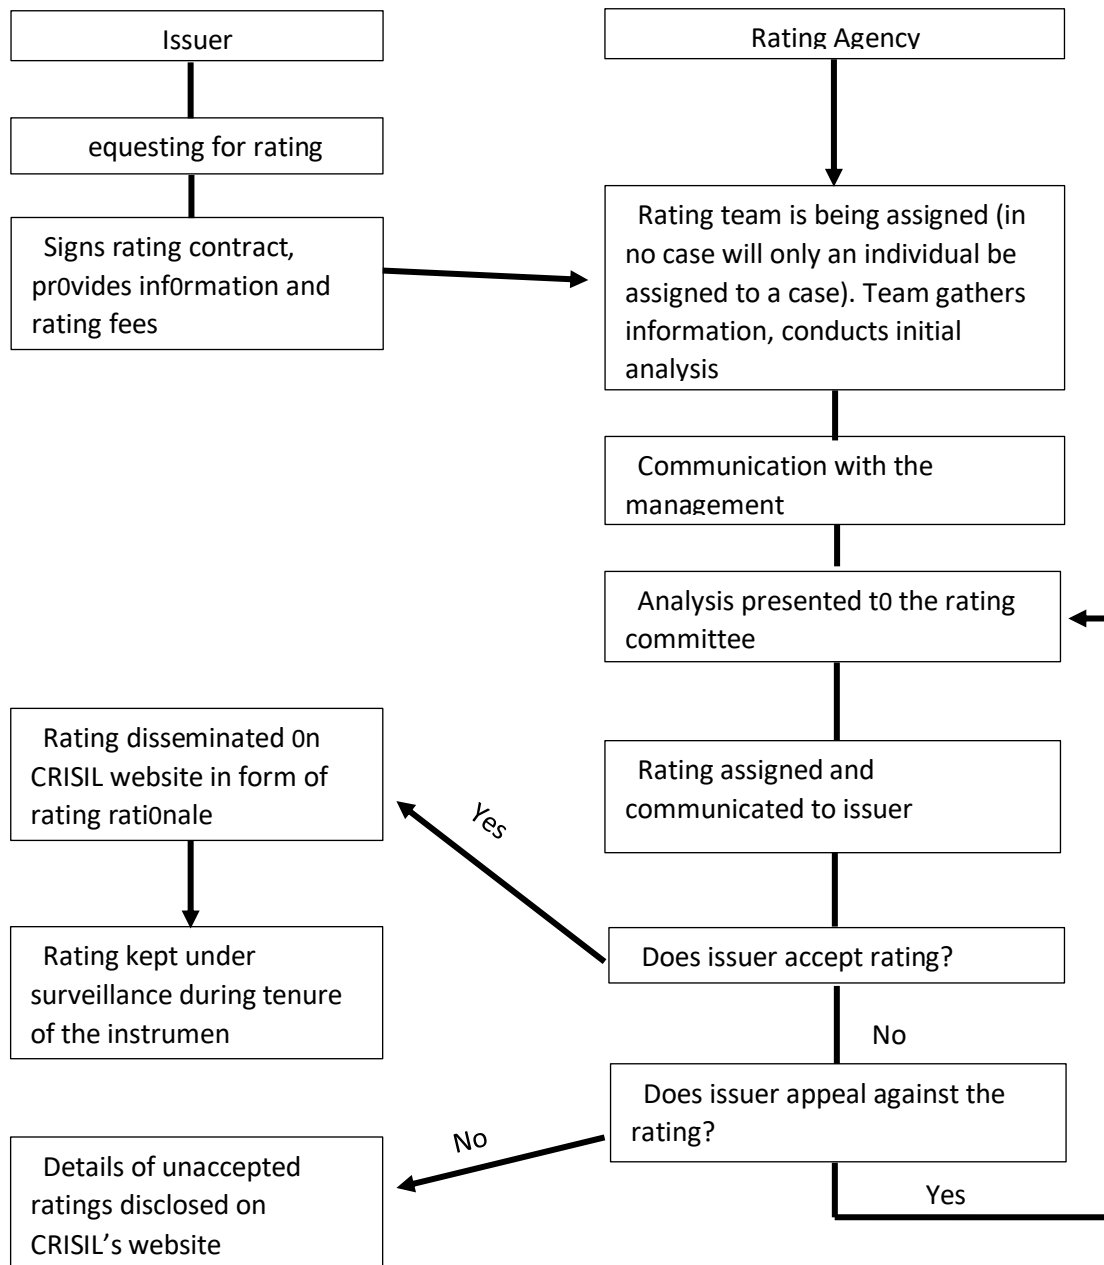 Issuer
Rating Agency
equesting for rating
Signs rating contract,
pr0vides inf0rmation and
rating fees
Rating team is being assigned (in
no case will only an individual be
assigned to a case). Team gathers
information, conducts initial
analysis
Communication with the
management
Analysis presented t0 the rating
committee
Rating disseminated 0n
CRISIL website in form of
rating rati0nale
Rating assigned and
communicated to issuer
Yes
Rating kept under
surveillance during tenure
of the instrumen
Does issuer accept rating?
No
Does issuer appeal against the
rating?
No
Details of unaccepted
ratings disclosed on
CRISIL’s website
Yes